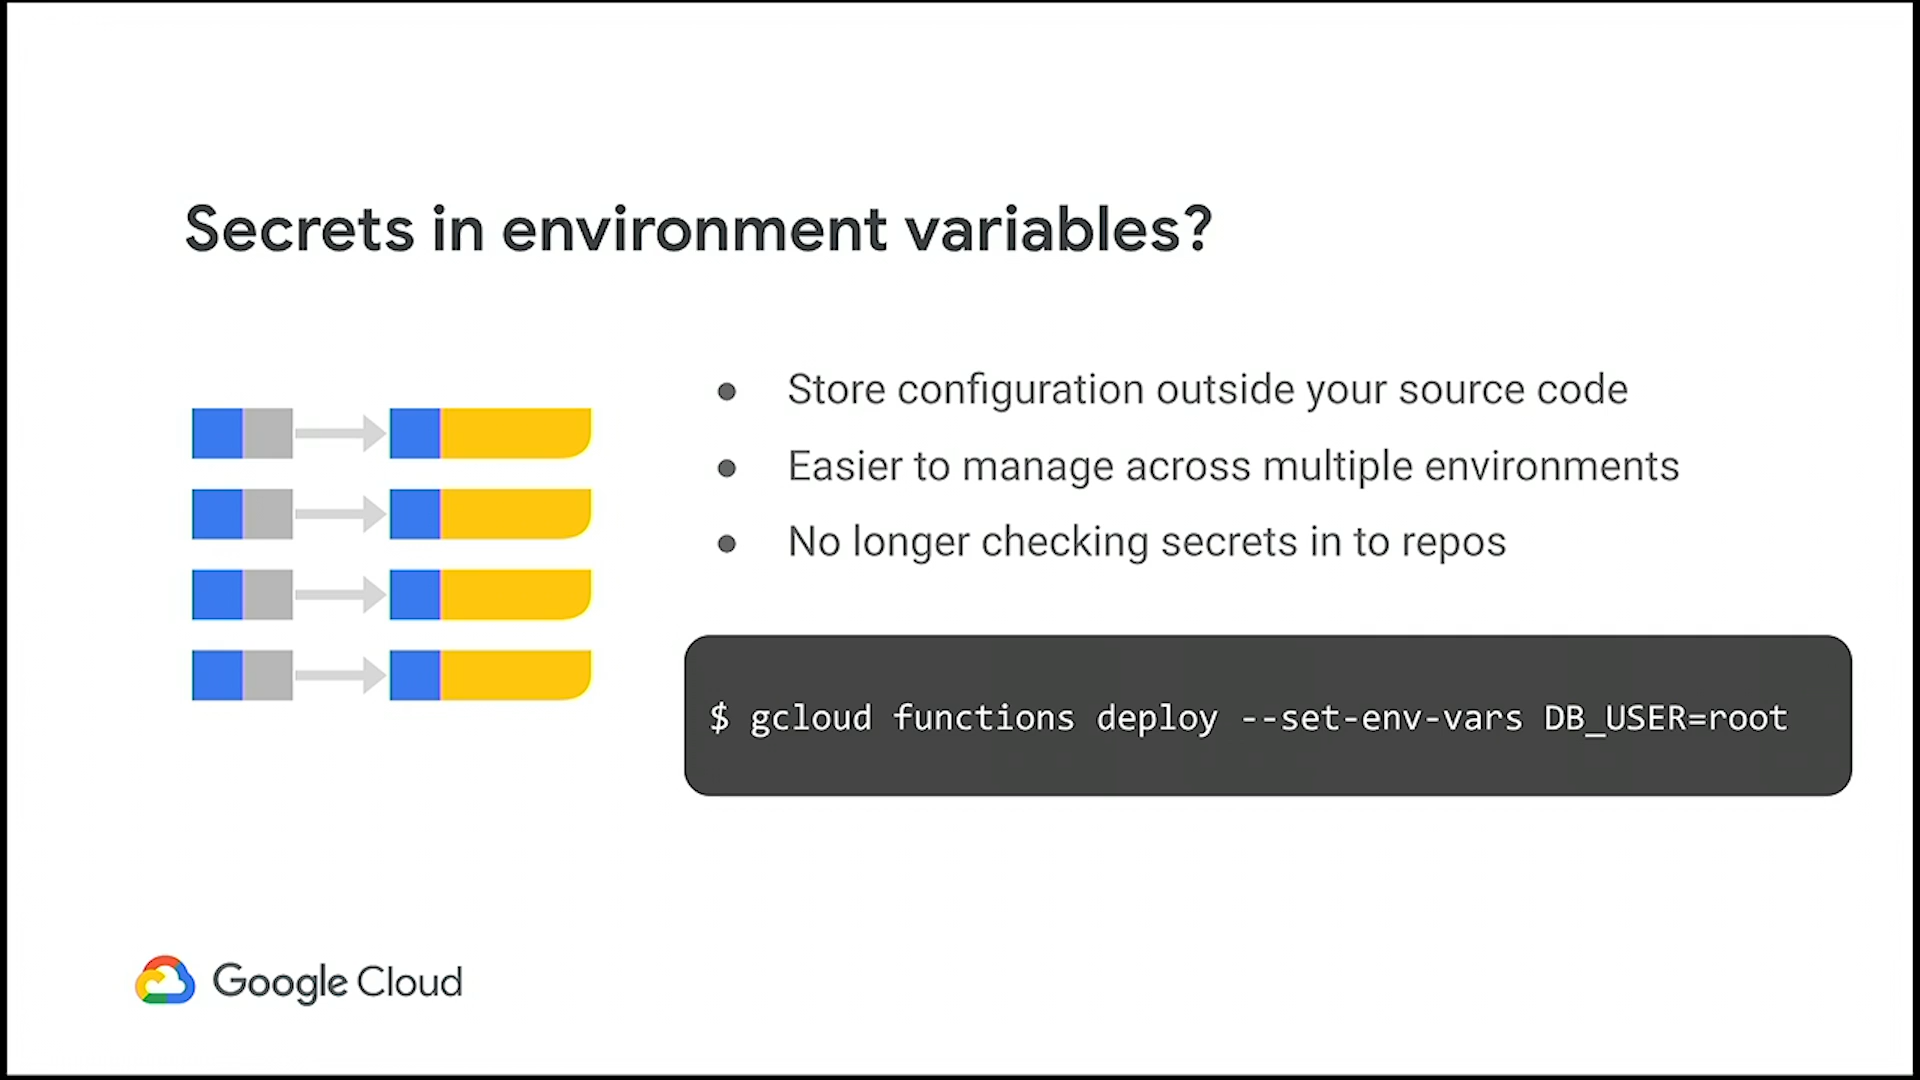 Secrets in environment variables?
● Store configuration outside your source code
● Easier to manage across multiple environments
● No longer checking secrets in to repos
$ gcloud functions deploy --set-env-vars DB_USER=root
Google Cloud